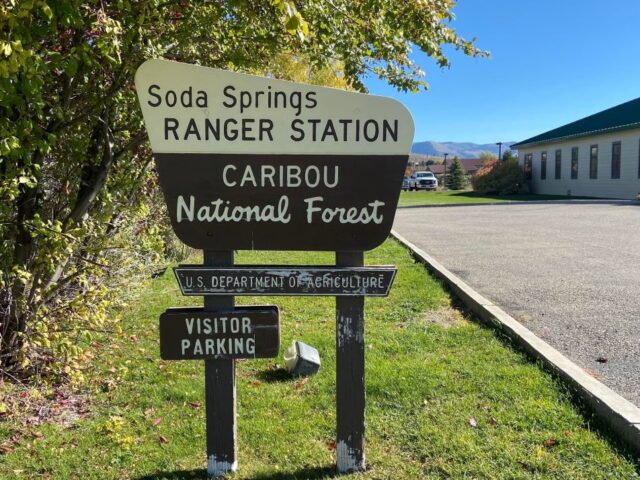 Soda Springs
RANGER STATION
CARIBOU
National Forest
U.S. DEPARTMENT OF AGRICULTURE
VISITOR
PARKING